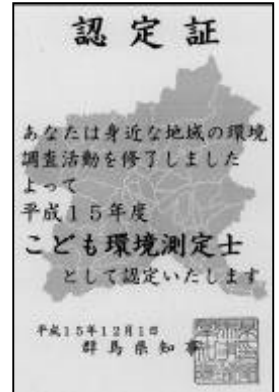 認定証
あなたは身近な地域の環境
調査活動を修了しました
よって
平成15年度
こども環境測定士
として認定いたします
平成15年12月1日
群馬県知事